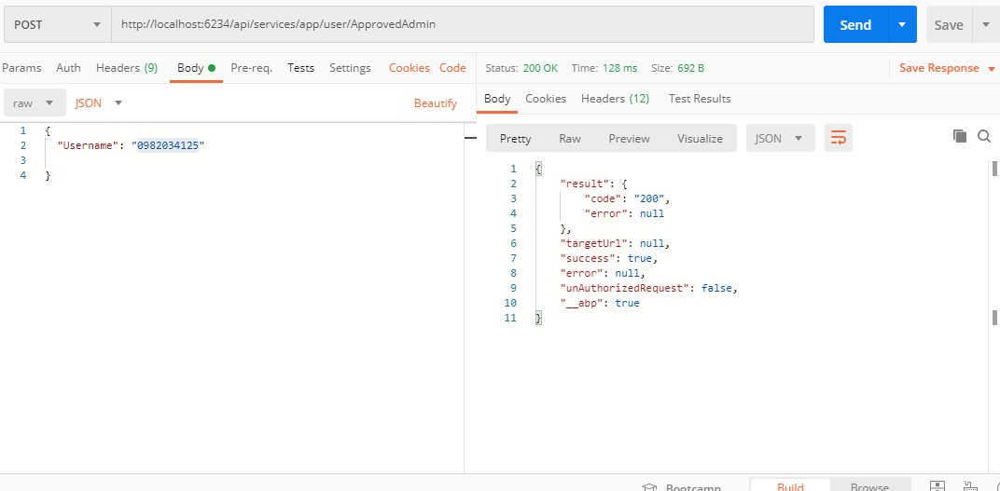 POST http://localhost:6234/api/services/app/user/ApprovedAdmin Send Save
Params Auth Headers (9) Body Pre-req. Tests Settings Cookies Code
raw JSON Beautify
1 {
2 "Username": "0982034125"
3
4 }
Status: 200 OK Time: 128 ms Size: 692 B Save Response
Body Cookies Headers (12) Test Results
Pretty Raw Preview Visualize JSON
1 {
2 "result": {
3 "code": "200",
4 "error": null
5 },
6 "targetUrl": null,
7 "success": true,
8 "error": null,
9 "unAuthorizedRequest": false,
10 "__abp": true
11 }
Bootcamp Build Browse